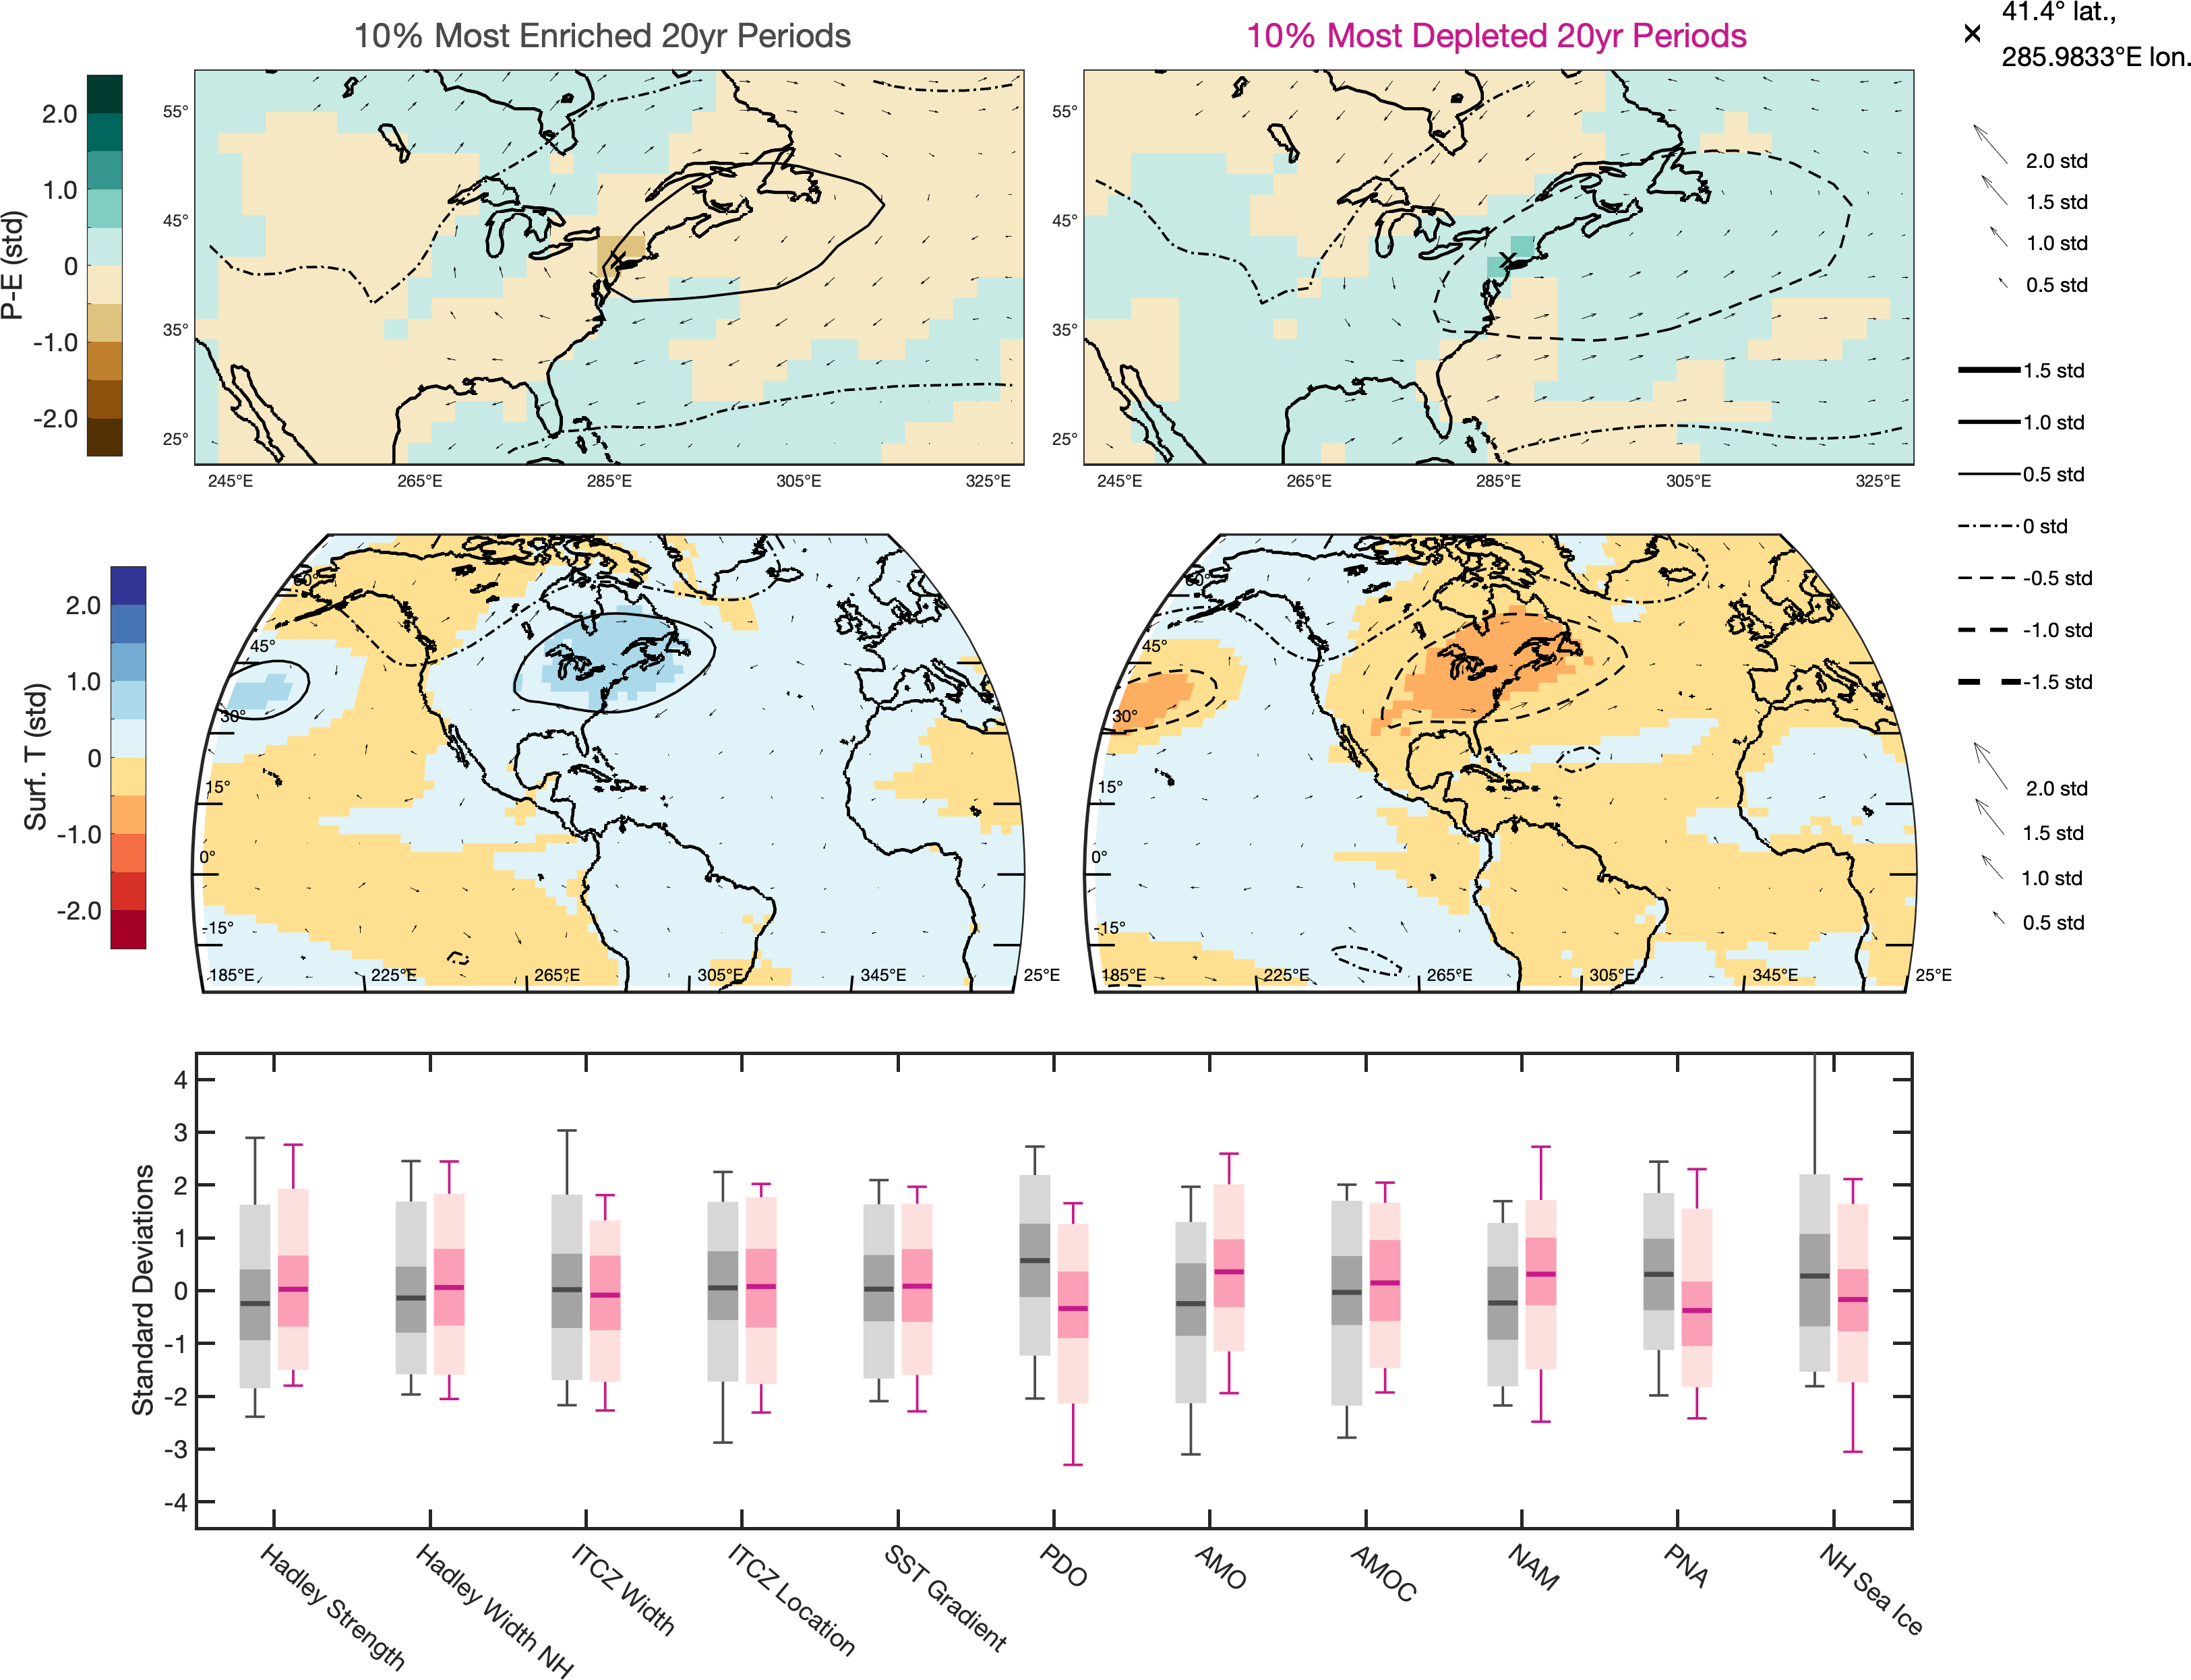 10% Most Enriched 20yr Periods
10% Most Depleted 20yr Periods
41.4° lat.,
285.9833°E lon.
P-E (std)
2.0
1.0
0
-1.0
-2.0
55°
45°
35°
25°
245°E
265°E
285°E
305°E
325°E
55°
45°
35°
25°
245°E
265°E
285°E
305°E
325°E
2.0 std
1.5 std
1.0 std
0.5 std
1.5 std
1.0 std
0.5 std
0 std
-0.5 std
-1.0 std
-1.5 std
Surf. T (std)
2.0
1.0
0
-1.0
-2.0
60°
45°
30°
15°
0°
-15°
185°E
225°E
265°E
305°E
345°E
25°E
60°
45°
30°
15°
0°
-15°
185°E
225°E
265°E
305°E
345°E
25°E
2.0 std
1.5 std
1.0 std
0.5 std
Standard Deviations
4
3
2
1
0
-1
-2
-3
-4
Hadley Strength
Hadley Width NH
ITCZ Width
ITCZ Location
SST Gradient
PDO
AMO
AMOC
NAM
PNA
NH Sea Ice